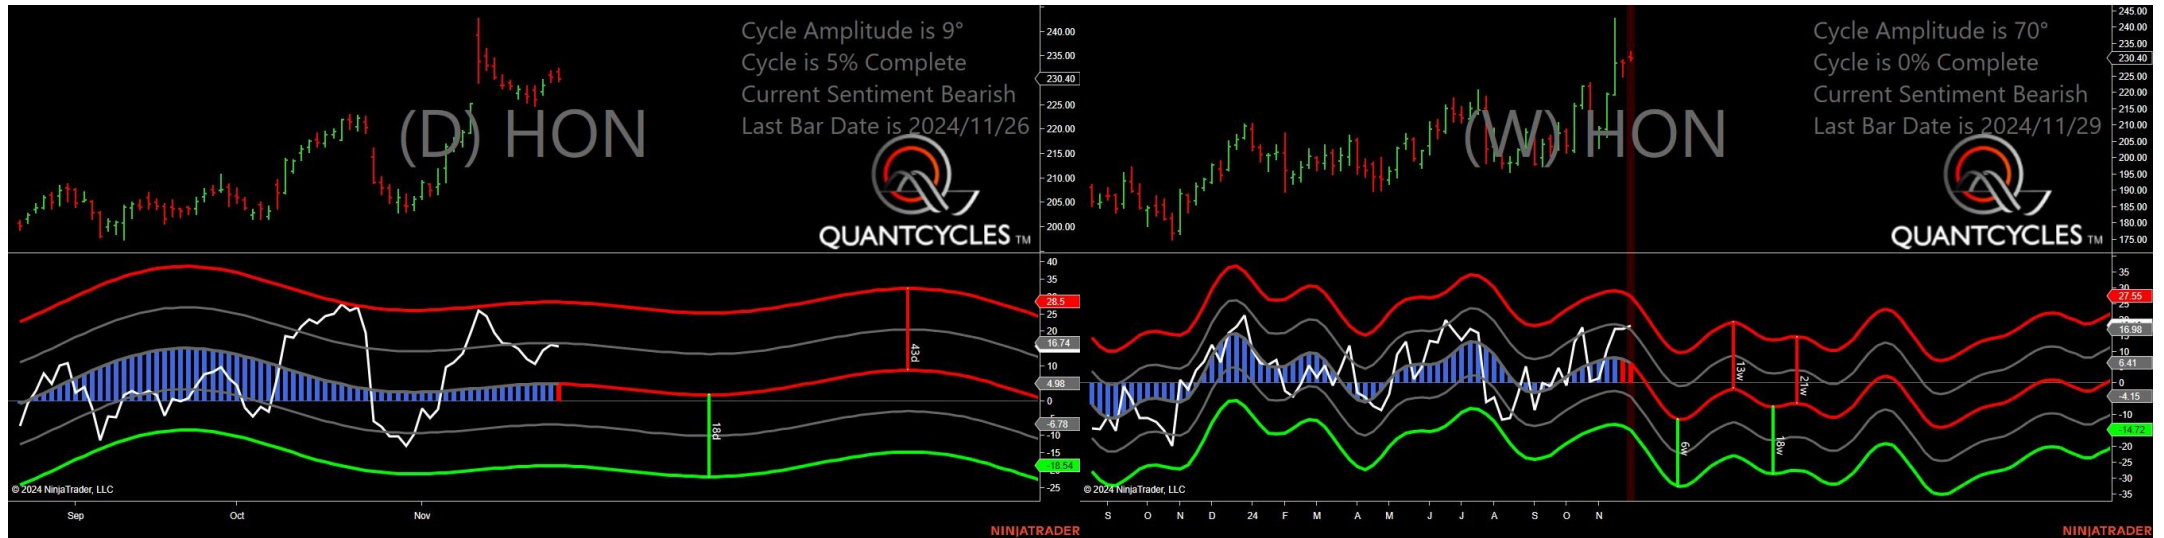 Cycle Amplitude is 9°
Cycle is 5% Complete
Current Sentiment Bearish
Last Bar Date is 2024/11/26
(D) HON
QUANTCYCLES TM
240.00
235.00
230.40
225.00
220.00
215.00
210.00
205.00
200.00
40
35
28.5
25
20
16.74
10
4.98
0
-6.78
-10
-15
-18.54
-25
43d
18d
© 2024 NinjaTrader, LLC
Sep Oct Nov
NINJATRADER
Cycle Amplitude is 70°
Cycle is 0% Complete
Current Sentiment Bearish
Last Bar Date is 2024/11/29
(W) HON
QUANTCYCLES TM
245.00
240.00
235.00
230.40
225.00
220.00
215.00
210.00
205.00
200.00
195.00
190.00
185.00
180.00
175.00
35
27.55
16.98
15
10
6.41
0
-4.15
-10
-14.72
-20
-25
-30
-35
13w
21w
6w
18w
© 2024 NinjaTrader, LLC
S O N D 24 F M A M J J A S O N
NINJATRADER